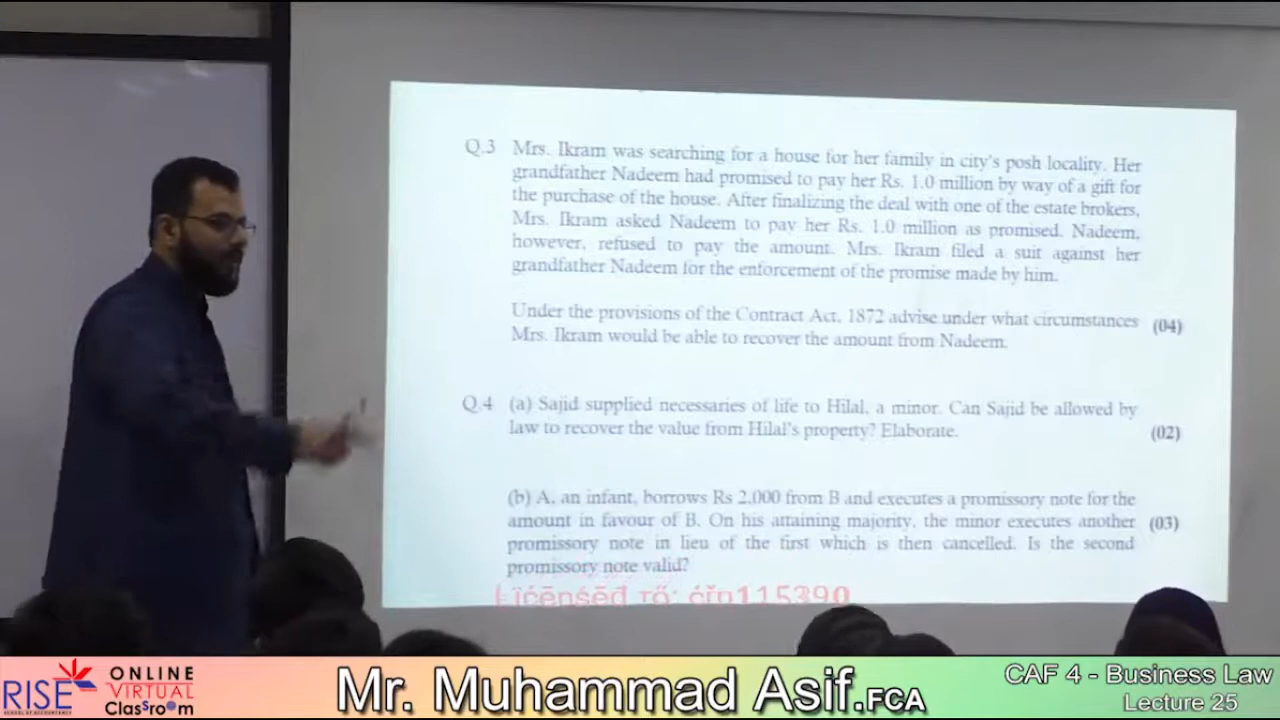 Q.3 Mrs. Ikram was searching for a house for her family in city's posh locality. Her
grandfather Nadeem had promised to pay her Rs. 1.0 million by way of a gift for
the purchase of the house. After finalizing the deal with one of the estate brokers,
Mrs. Ikram asked Nadeem to pay her Rs. 1.0 million as promised. Nadeem,
however, refused to pay the amount. Mrs. Ikram filed a suit against her
grandfather Nadeem for the enforcement of the promise made by him.
Under the provisions of the Contract Act, 1872 advise under what circumstances (04)
Mrs. Ikram would be able to recover the amount from Nadeem.
Q.4 (a) Sajid supplied necessaries of life to Hilal, a minor. Can Sajid be allowed by
law to recover the value from Hilal's property? Elaborate. (02)
(b) A, an infant, borrows Rs 2,000 from B and executes a promissory note for the
amount in favour of B. On his attaining majority, the minor executes another (03)
promissory note in lieu of the first which is then cancelled. Is the second
promissory note valid?
115390
RISE ONLINE
VIRTUAL
Classroom
Mr. Muhammad Asif.FCA
CAF 4 - Business Law
Lecture 25